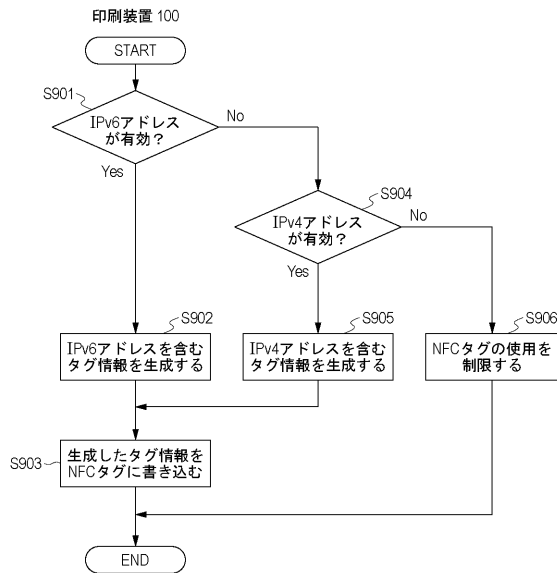 印刷装置 100
START
S901
IPv6アドレス
が有効?
No
Yes
S904
IPv4アドレス
が有効?
No
Yes
S902
IPv6アドレスを含む
タグ情報を生成する
S905
IPv4アドレスを含む
タグ情報を生成する
S906
NFCタグの使用を
制限する
S903
生成したタグ情報を
NFCタグに書き込む
END